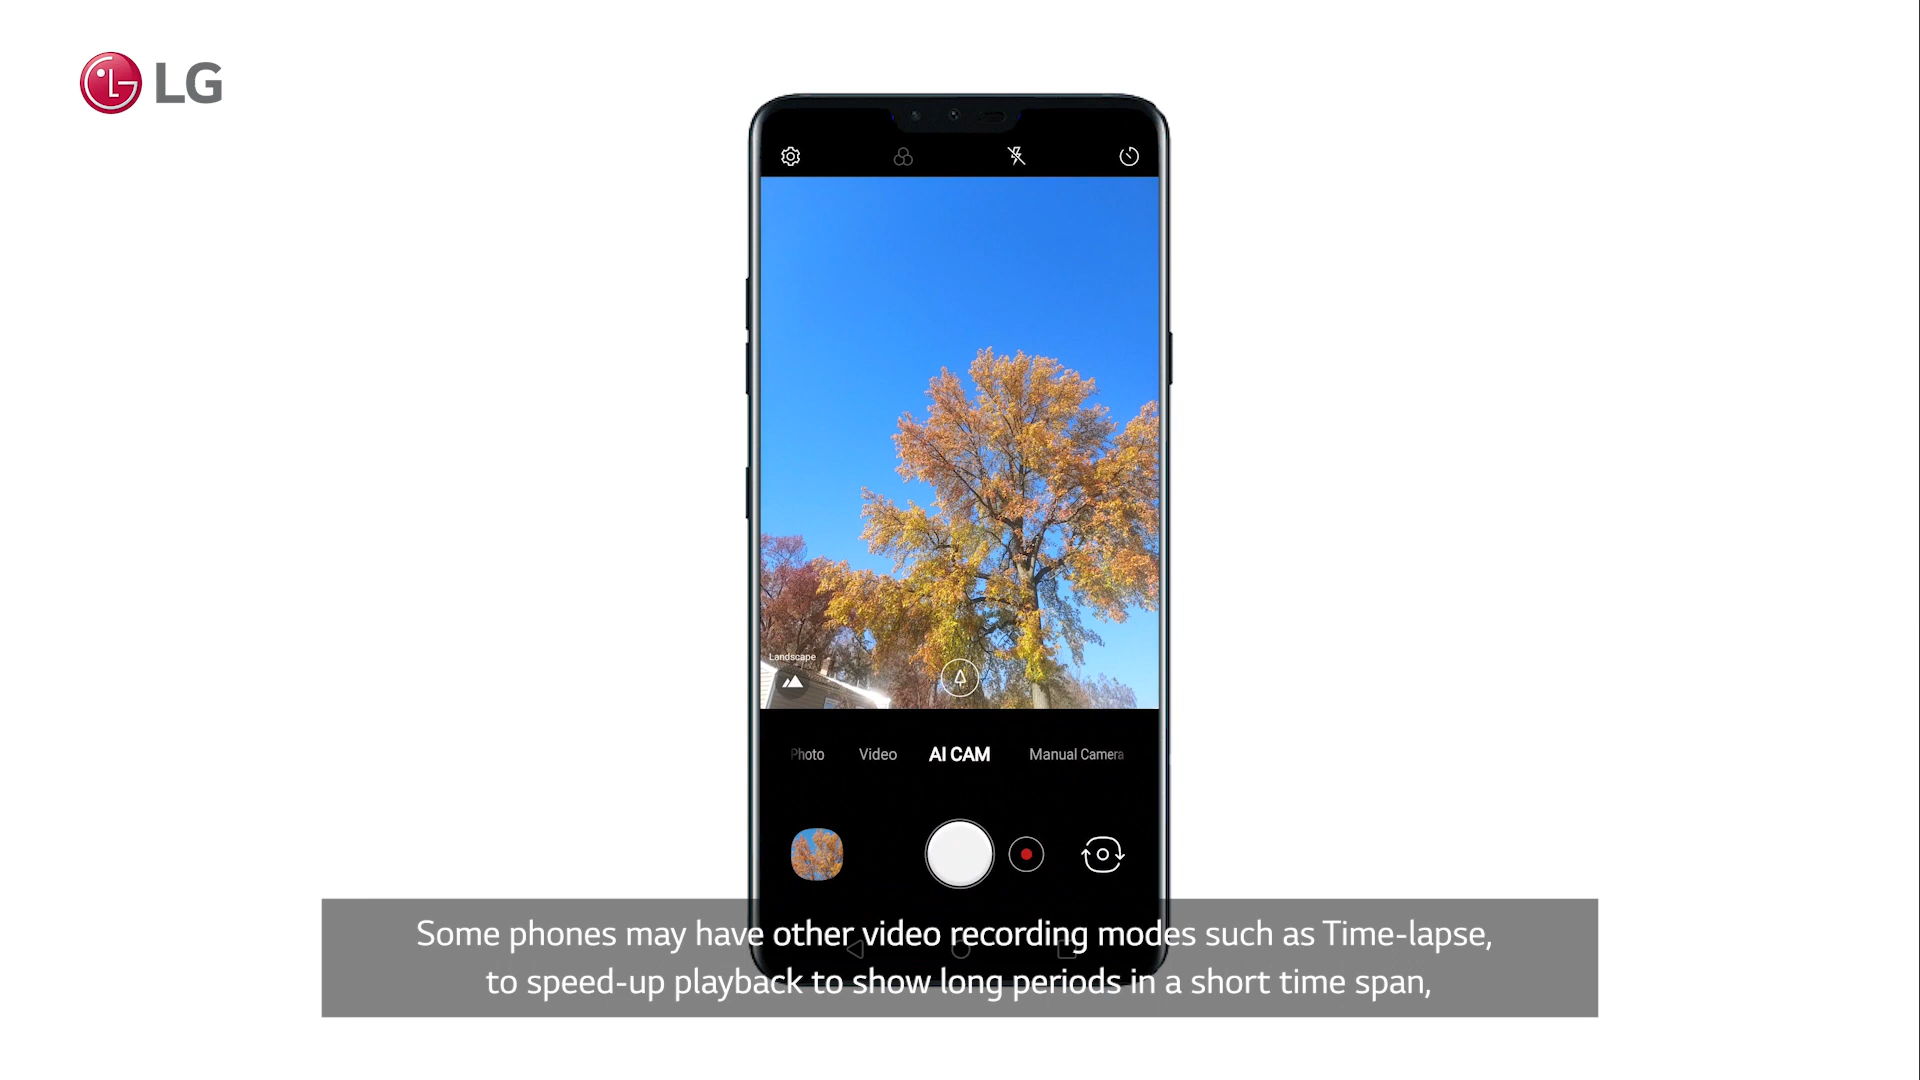 LG
Landscape
Photo Video AI CAM Manual Camera
Some phones may have other video recording modes such as Time-lapse,
to speed-up playback to show long periods in a short time span,